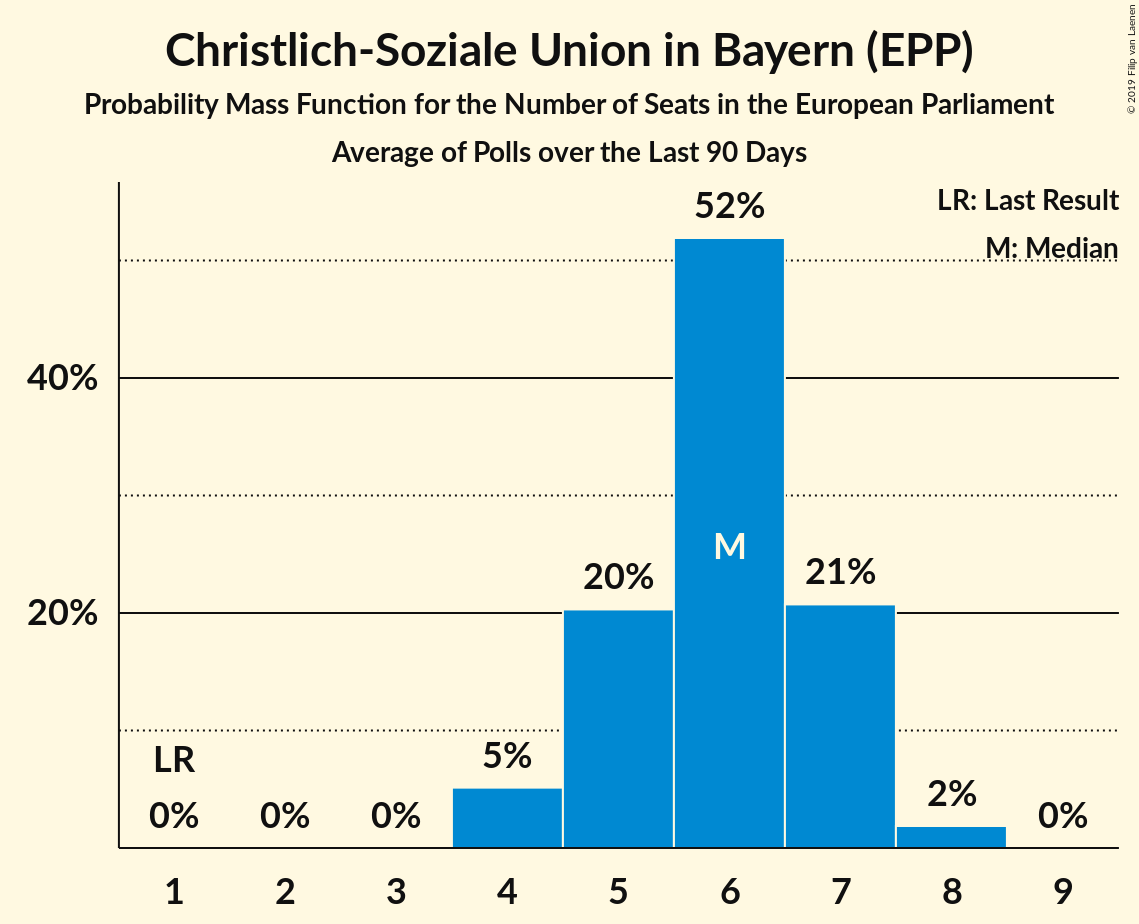 Christlich-Soziale Union in Bayern (EPP)
Probability Mass Function for the Number of Seats in the European Parliament
Average of Polls over the Last 90 Days
© 2019 Filip van Laenen
LR: Last Result
M: Median
52%
40%
M
20%
21%
20%
LR
5%
2%
0%
0%
0%
0%
1 2 3 4 5 6 7 8 9